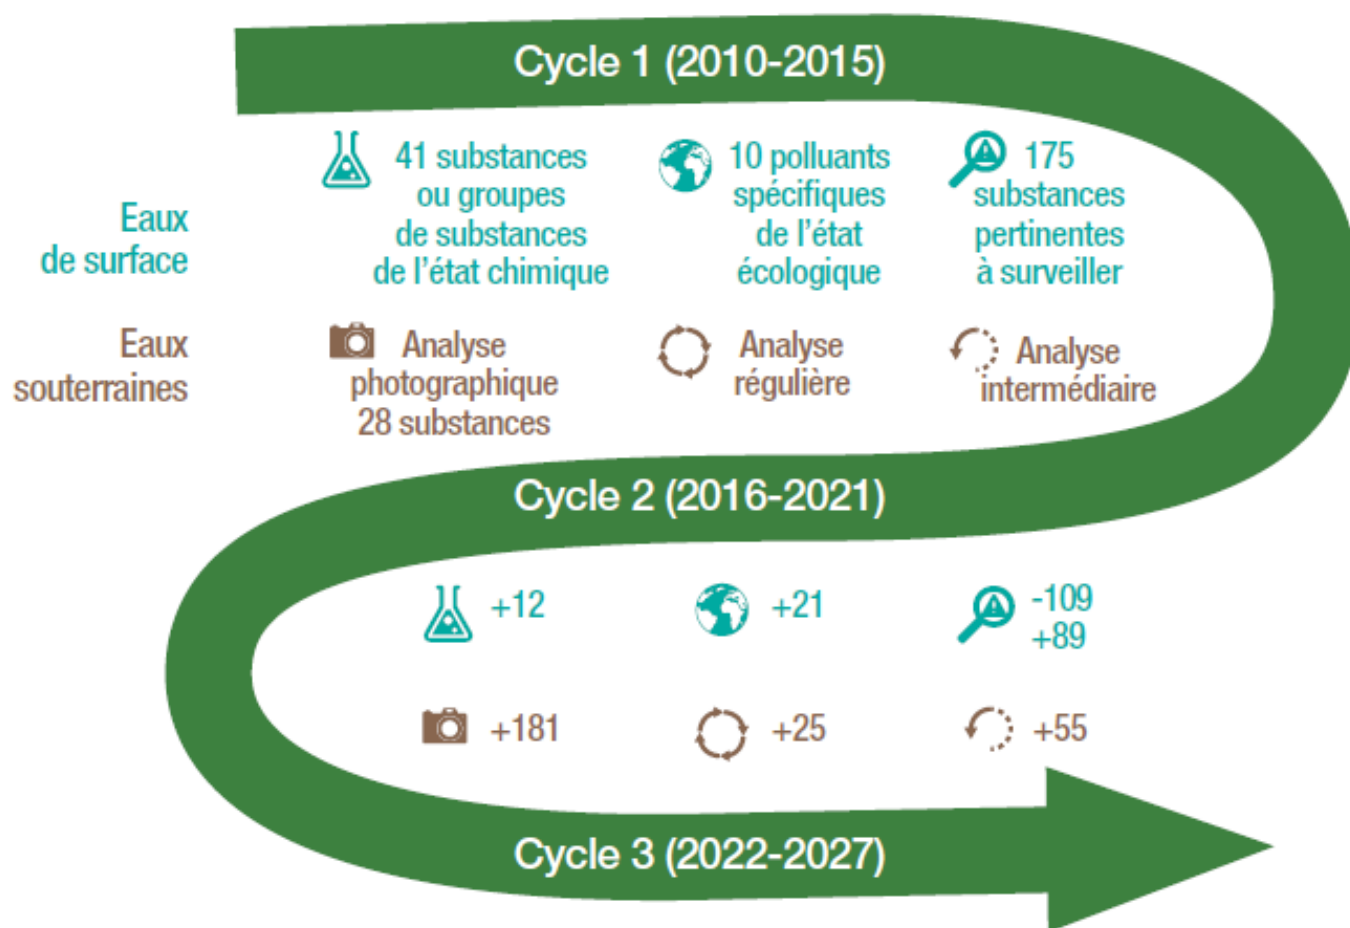 Cycle 1 (2010-2015)
Eaux
de surface
41 substances
ou groupes
de substances
de l'état chimique
10 polluants
spécifiques
de l'état
écologique
175
substances
pertinentes
à surveiller
Eaux
souterraines
Analyse
photographique
28 substances
Analyse
régulière
Analyse
intermédiaire
Cycle 2 (2016-2021)
+12
+21
-109
+89
+181
+25
+55
Cycle 3 (2022-2027)